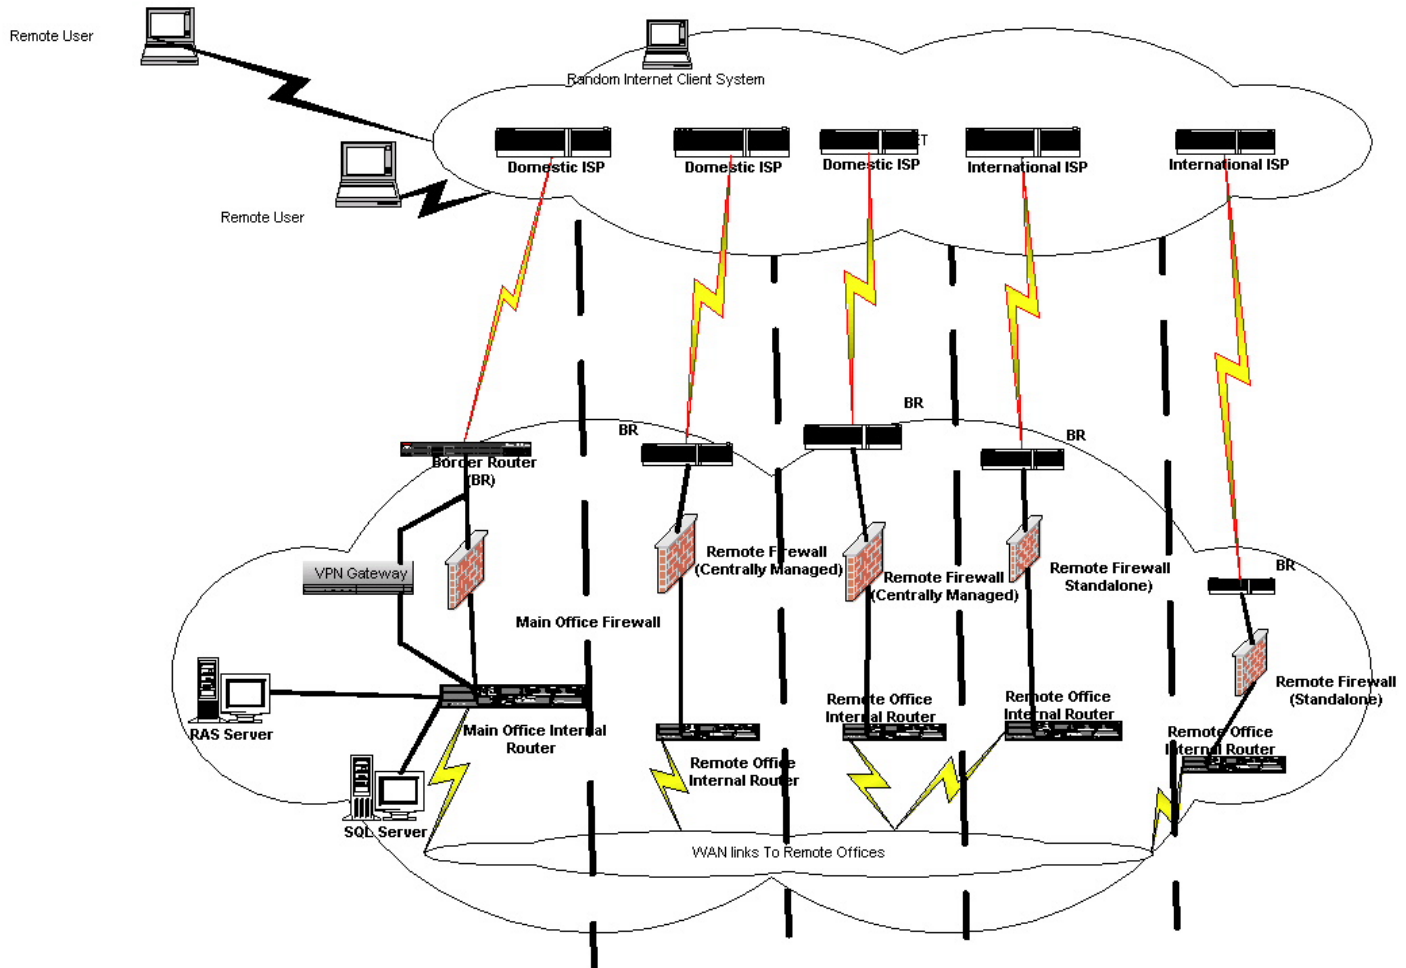 Remote User
Random Internet Client System
Domestic ISP
Domestic ISP
Domestic ISP
International ISP
International ISP
Remote User
BR
BR
BR
Border Router
(BR)
BR
VPN Gateway
Remote Firewall
(Centrally Managed)
Remote Firewall
(Centrally Managed)
Remote Firewall
Standalone)
Main Office Firewall
Remote Firewall
(Standalone)
RAS Server
Main Office Internal
Router
Remote Office
Internal Router
Remote Office
Internal Router
Remote Office
Internal Router
Remote Office
Internal Router
SQL Server
WAN links To Remote Offices